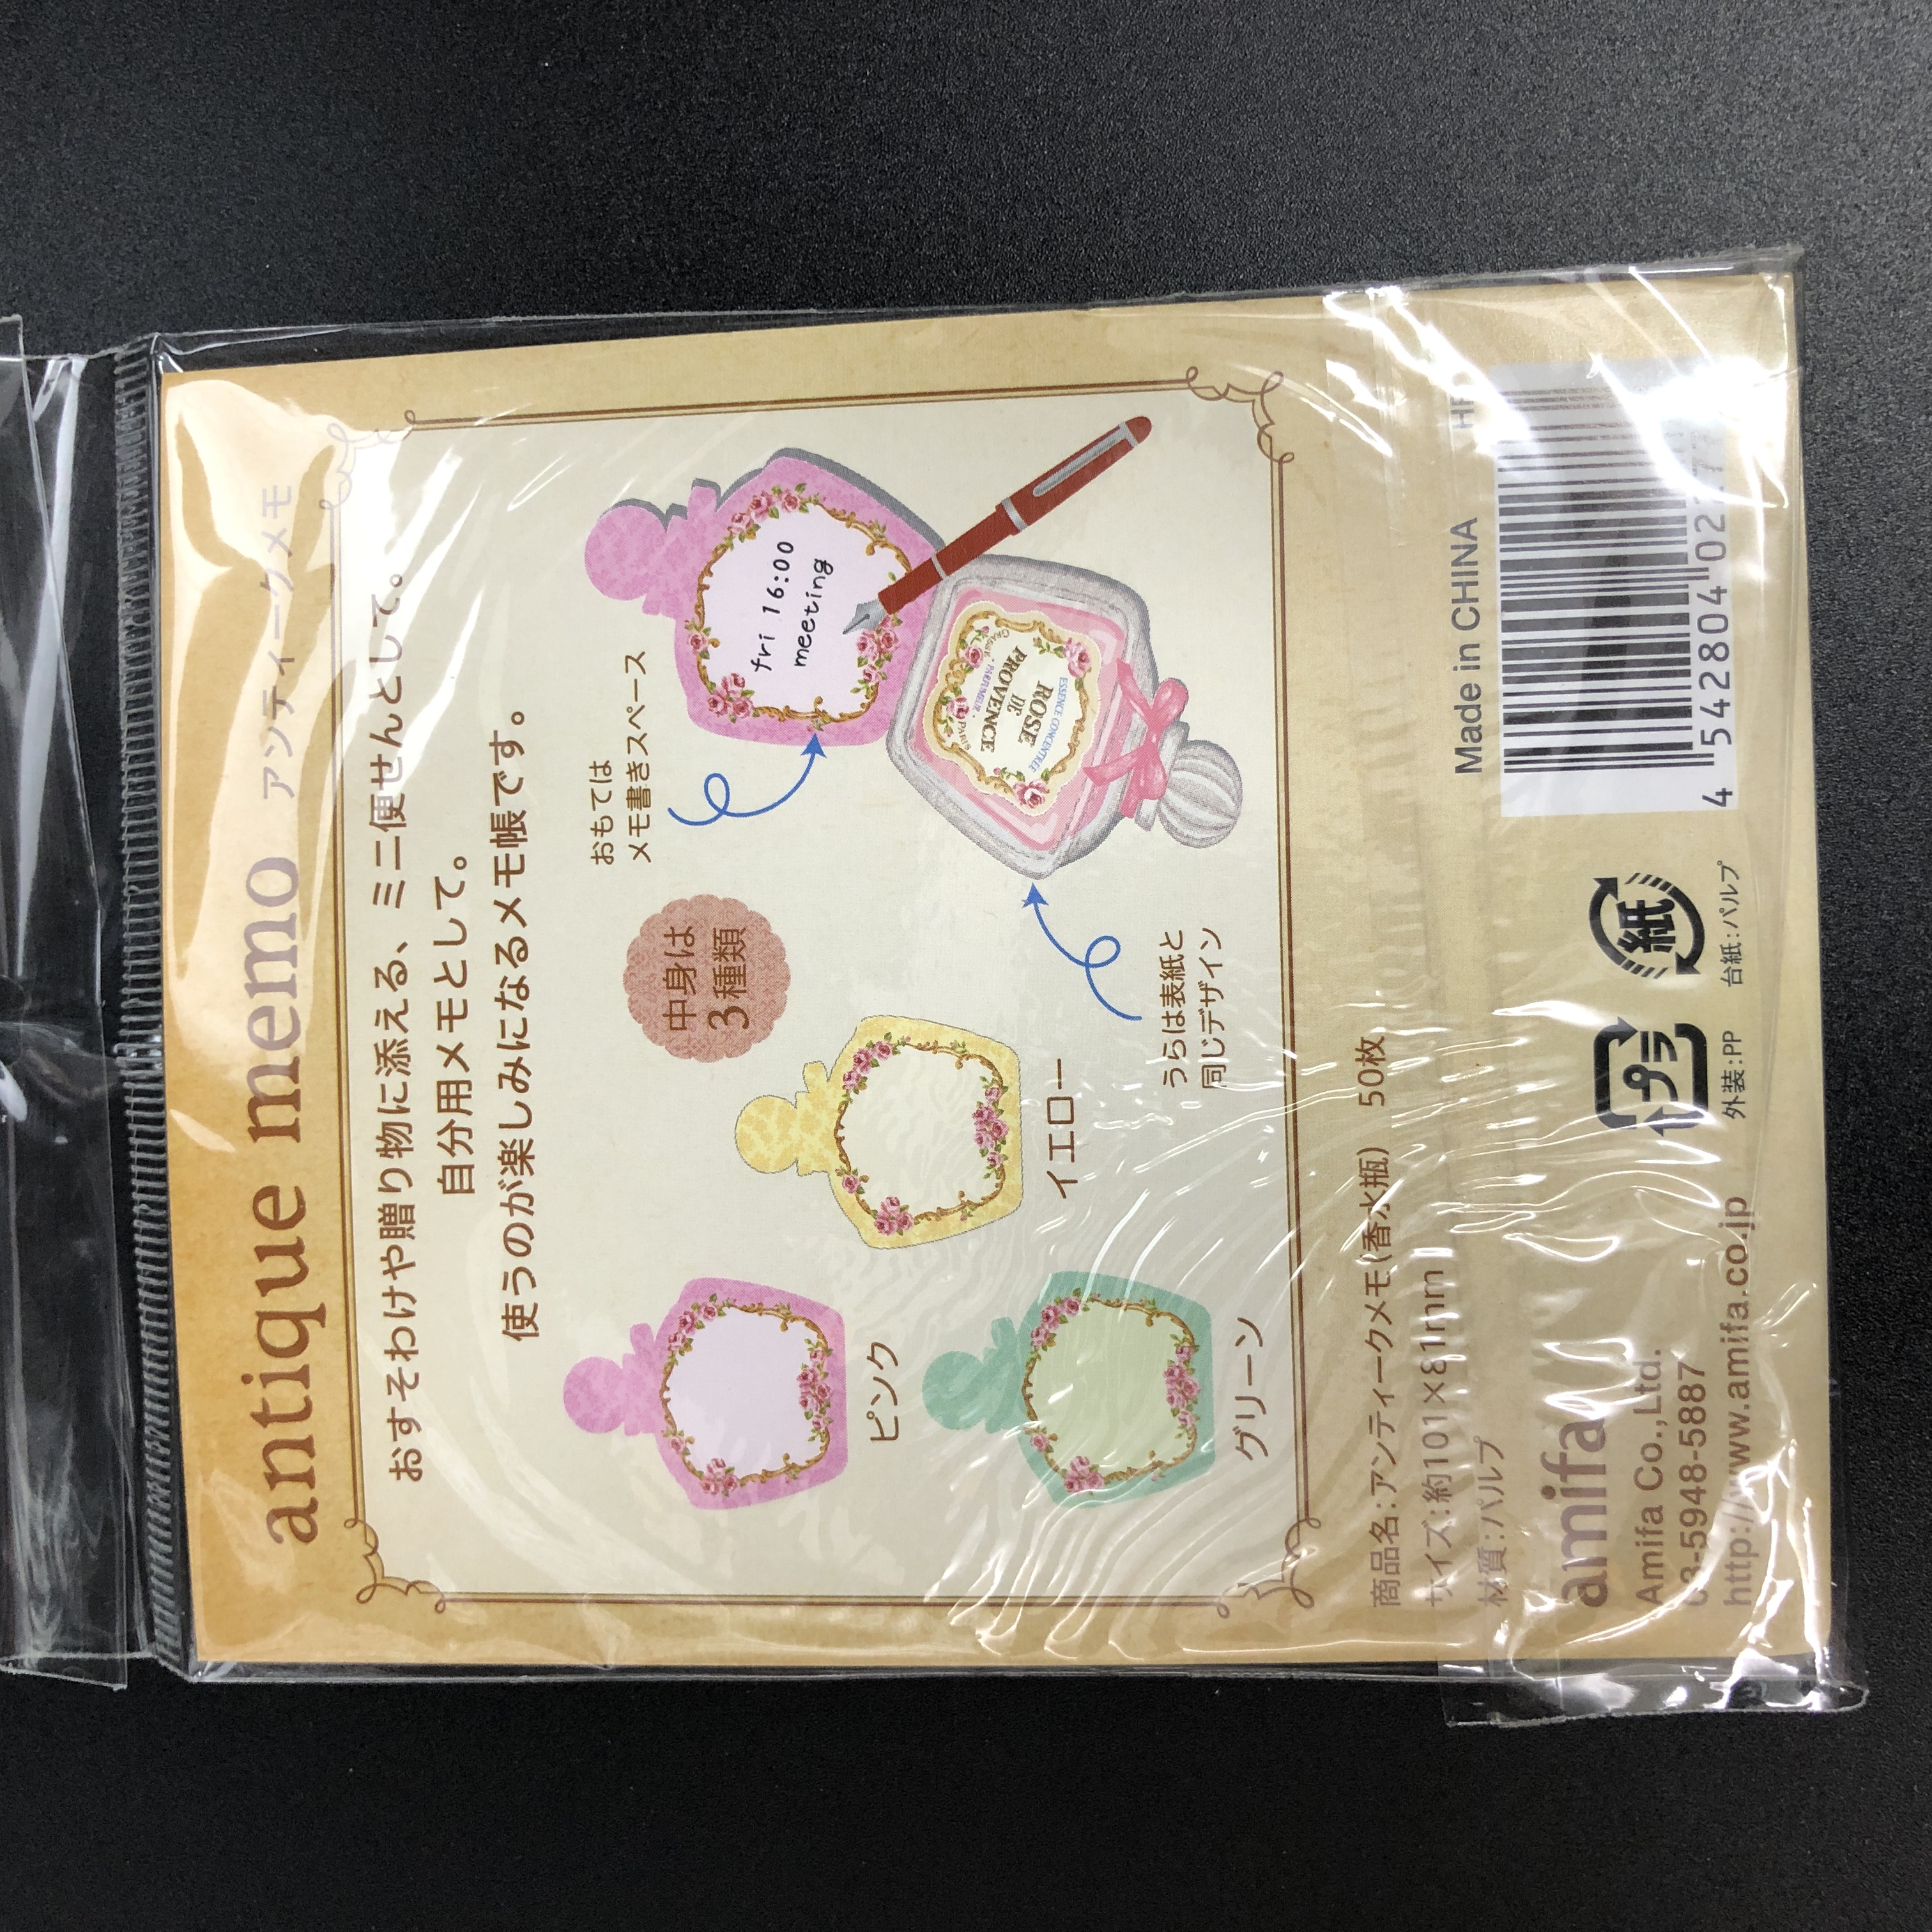 antique memo アンティークメモ
おすそわけや贈り物に添える、ミニ便せんとして。
自分用メモとして。
使うのが楽しみになるメモ帳です。
中身は
3種類
おもては
メモ書きスペース
fri 16:00
meeting
ピンク
イエロー
グリーン
ESSENCE CONCENTREE
ROSE
DE
PROVENCE
うらは表紙と
同じデザイン
商品名:アンティークメモ(香水瓶) 50枚
サイズ:約101×81mm
材質:パルプ
Made in CHINA
amifa
Amifa Co.,Ltd.
03-5948-5887
http://www.amifa.co.jp
プラ
外装:PP
紙
台紙:パルプ
4 542804 02